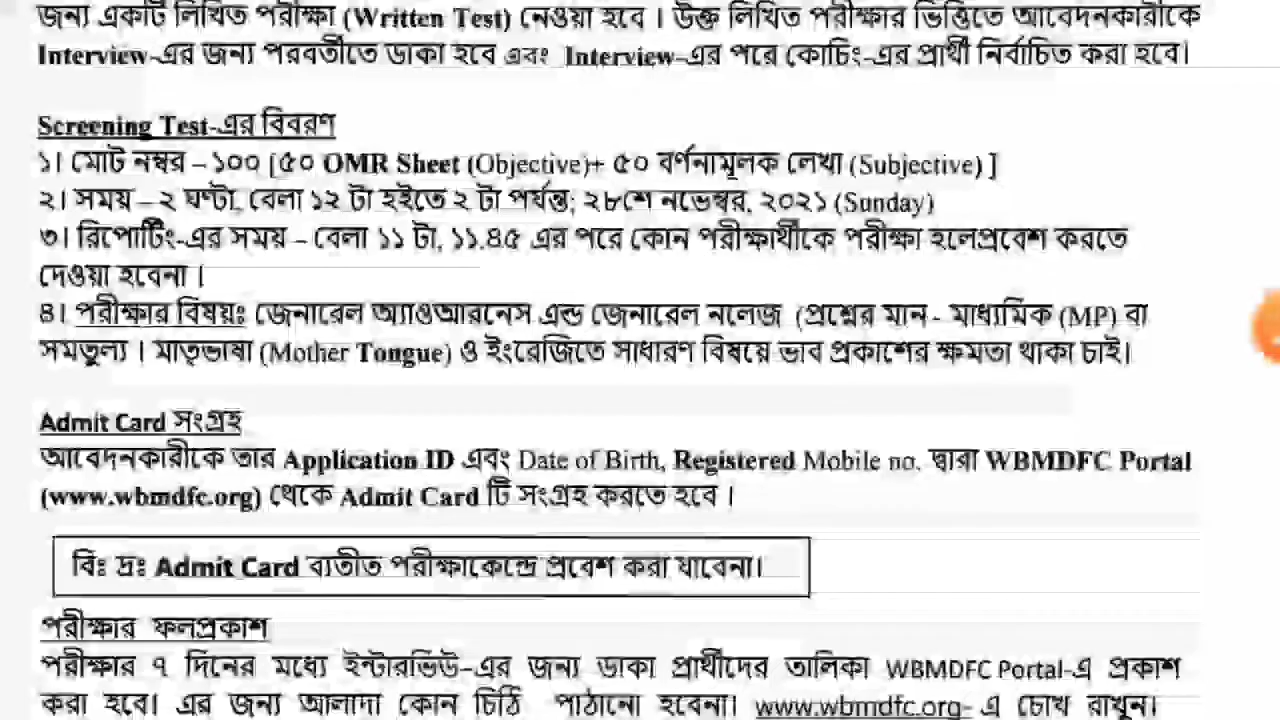 জন্য একটি লিখিত পরীক্ষা (Written Test) নেওয়া হবে। উক্ত লিখিত পরীক্ষার ভিত্তিতে আবেদনকারীকে
Interview-এর জন্য পরবর্তীতে ডাকা হবে এবং Interview-এর পরে কোচিং-এর প্রার্থী নির্বাচিত করা হবে।
Screening Test-এর বিবরণ
১। মোট নম্বর – ১০০ [৫০ OMR Sheet (Objective)+ ৫০ বর্ণনামূলক লেখা (Subjective) ]
২। সময় – ২ ঘণ্টা, বেলা ১২ টা হইতে ২ টা পর্যন্ত; ২৮শে নভেম্বর, ২০২১ (Sunday)
৩। রিপোর্টিং-এর সময় – বেলা ১১ টা, ১১.৪৫ এর পরে কোন পরীক্ষার্থীকে পরীক্ষা হলেপ্রবেশ করতে
দেওয়া হবেনা।
৪। পরীক্ষার বিষয়ঃ জেনারেল অ্যাওআরনেস এন্ড জেনারেল নলেজ (প্রশ্নের মান - মাধ্যমিক (MP) বা
সমতুল্য। মাতৃভাষা (Mother Tongue) ও ইংরেজিতে সাধারণ বিষয়ে ভাব প্রকাশের ক্ষমতা থাকা চাই।
Admit Card সংগ্রহ
আবেদনকারীকে তার Application ID এবং Date of Birth, Registered Mobile no. দ্বারা WBMDFC Portal
(www.wbmdfc.org) থেকে Admit Card টি সংগ্রহ করতে হবে।
বিঃ দ্রঃ Admit Card ব্যতীত পরীক্ষাকেন্দ্রে প্রবেশ করা যাবেনা।
পরীক্ষার ফলপ্রকাশ
পরীক্ষার ৭ দিনের মধ্যে ইন্টারভিউ-এর জন্য ডাকা প্রার্থীদের তালিকা WBMDFC Portal-এ প্রকাশ
করা হবে। এর জন্য আলাদা কোন চিঠি পাঠানো হবেনা। www.wbmdfc.org- এ চোখ রাখুন।